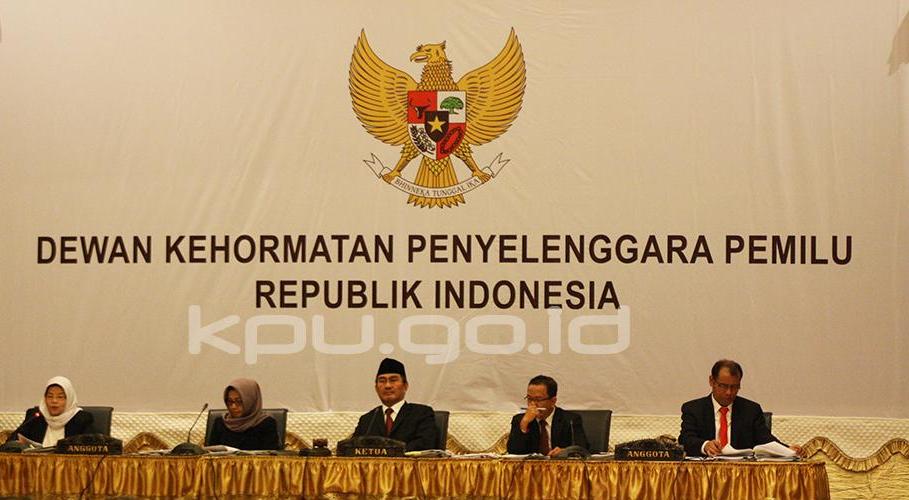 BHINNEKA TUNGGAL IKA
DEWAN KEHORMATAN PENYELENGGARA PEMILU
REPUBLIK INDONESIA
kpu.go.id
ANGGOTA
KETUA
ANGGOTA